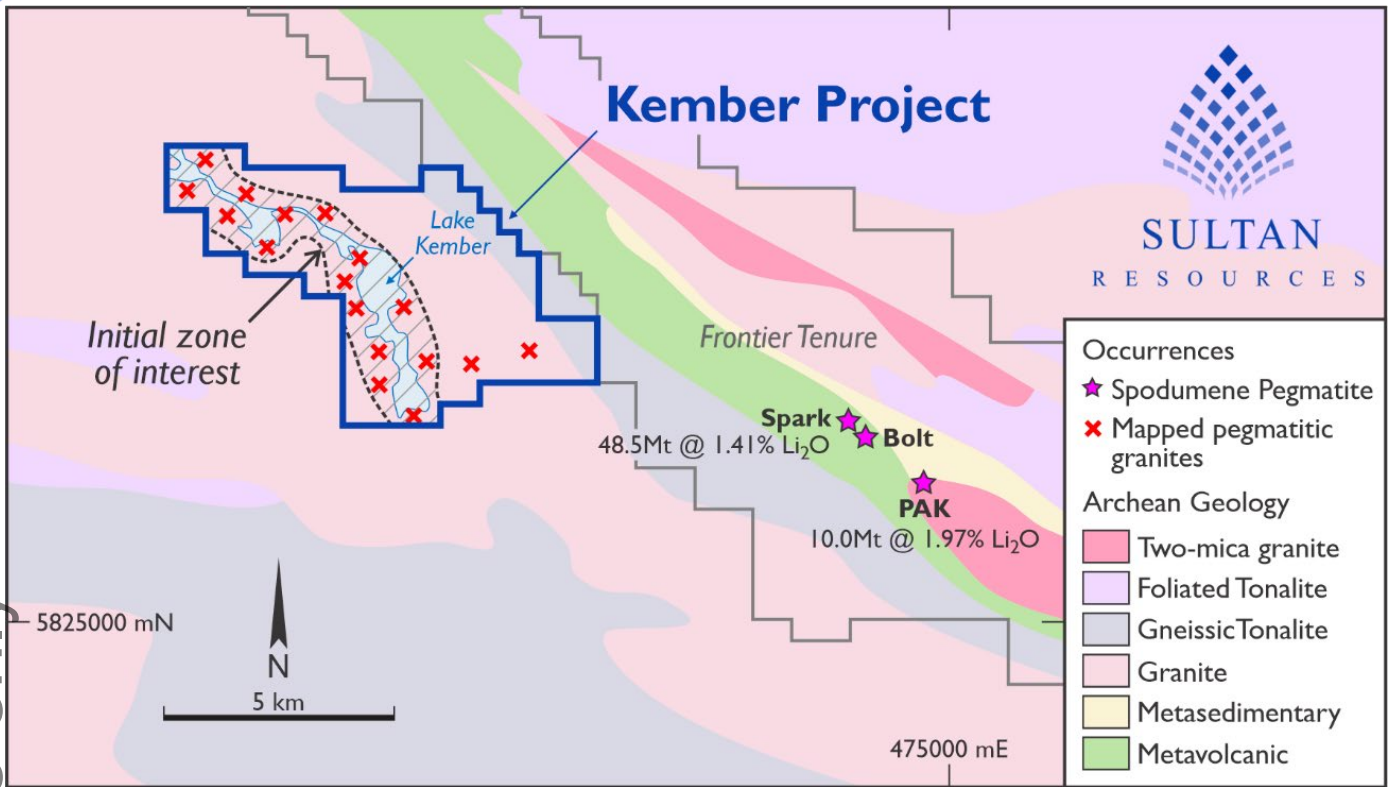 Kember Project
SULTAN
RESOURCES
Lake
Kember
Initial zone
of interest
Frontier Tenure
Spark
48.5Mt @ 1.41% Li₂O
Bolt
PAK
10.0Mt @ 1.97% Li₂O
5825000 mN
N
5 km
475000 mE
Occurrences
Spodumene Pegmatite
Mapped pegmatitic
granites
Archean Geology
Two-mica granite
Foliated Tonalite
Gneissic Tonalite
Granite
Metasedimentary
Metavolcanic